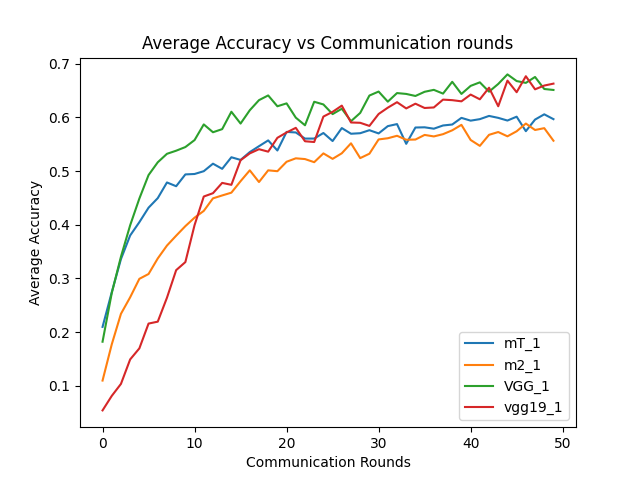 Average Accuracy vs Communication rounds
0.7
0.6
0.5
0.4
0.3
0.2
0.1
Average Accuracy
0 10 20 30 40 50
Communication Rounds
mT_1
m2_1
VGG_1
vgg19_1